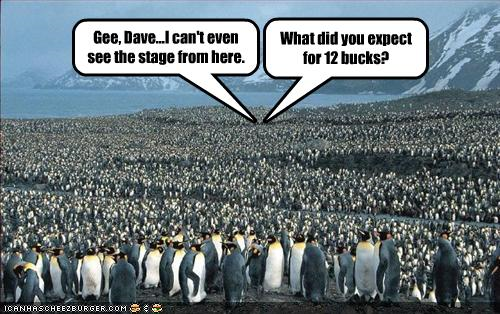 Gee, Dave...I can't even
see the stage from here.
What did you expect
for 12 bucks?
ICANHASCHEEZBURGER.COM